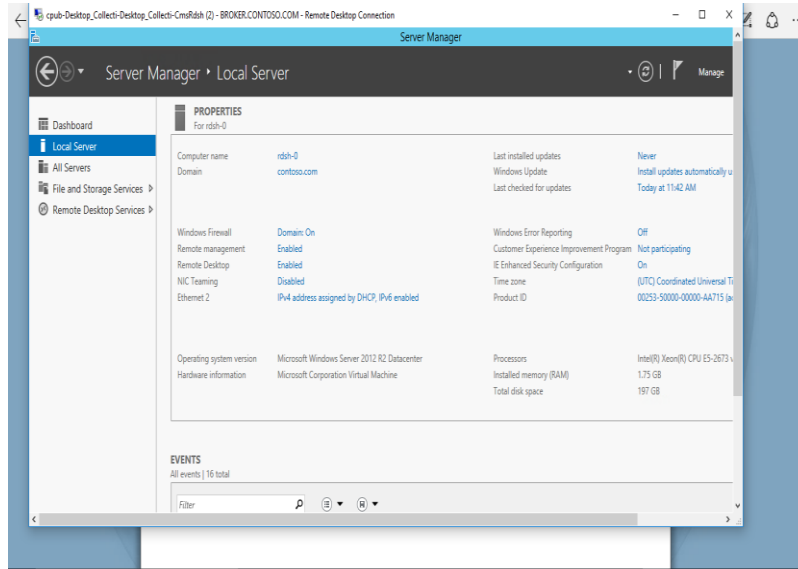 cpub-Desktop_Collecti-Desktop_Collecti-CmsRdsh (2) - BROKER.CONTOSO.COM - Remote Desktop Connection
Server Manager
Server Manager • Local Server
Manage
Dashboard
Local Server
All Servers
File and Storage Services
Remote Desktop Services
PROPERTIES
For rdsh-0
Computer name rdsh-0 Last installed updates Never
Domain contoso.com Windows Update Install updates automatically u
Last checked for updates Today at 11:42 AM
Windows Firewall Domain: On Windows Error Reporting Off
Remote management Enabled Customer Experience Improvement Program Not participating
Remote Desktop Enabled IE Enhanced Security Configuration On
NIC Teaming Disabled Time zone (UTC) Coordinated Universal Ti
Ethernet 2 IPv4 address assigned by DHCP, IPv6 enabled Product ID 00253-50000-00000-AA715 (ac
Operating system version Microsoft Windows Server 2012 R2 Datacenter Processors Intel(R) Xeon(R) CPU E5-2673 v
Hardware information Microsoft Corporation Virtual Machine Installed memory (RAM) 1.75 GB
Total disk space 197 GB
EVENTS
All events | 16 total
Filter